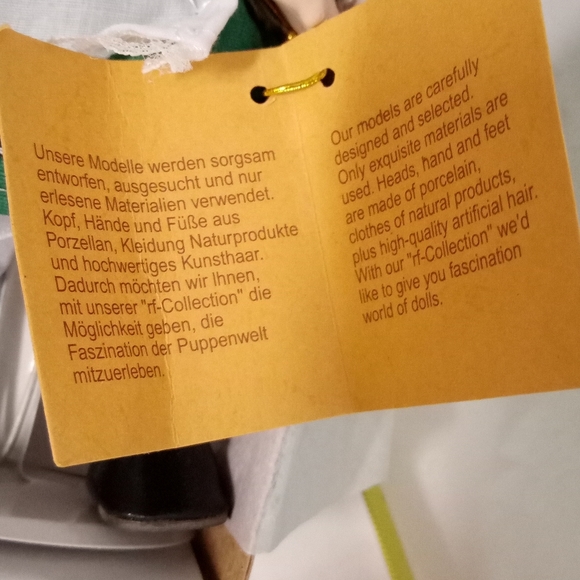 Unsere Modelle werden sorgsam
entworfen, ausgesucht und nur
erlesene Materialien verwendet.
Kopf, Hände und Füße aus
Porzellan, Kleidung Naturprodukte
und hochwertiges Kunsthaar.
Dadurch möchten wir Ihnen,
mit unserer "rf-Collection" die
Möglichkeit geben, die
Faszination der Puppenwelt
mitzuerleben.
Our models are carefully
designed and selected.
Only exquisite materials are
used. Heads, hand and feet
are made of porcelain,
clothes of natural products,
plus high-quality artificial hair.
With our "rf-Collection" we'd
like to give you fascination
world of dolls.